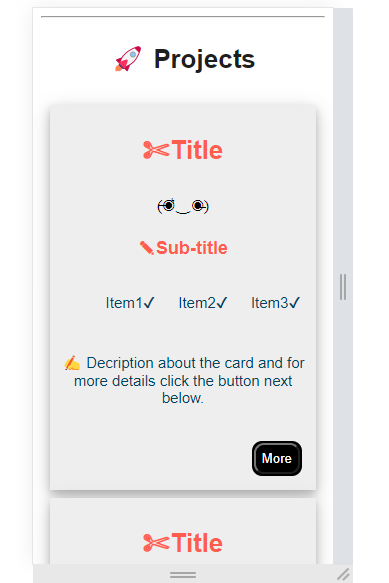 🚀 Projects
✂Title
(͠◉_◉᷅)
✏Sub-title
Item1✔ Item2✔ Item3✔
✍ Decription about the card and for
more details click the button next
below.
More
✂Title